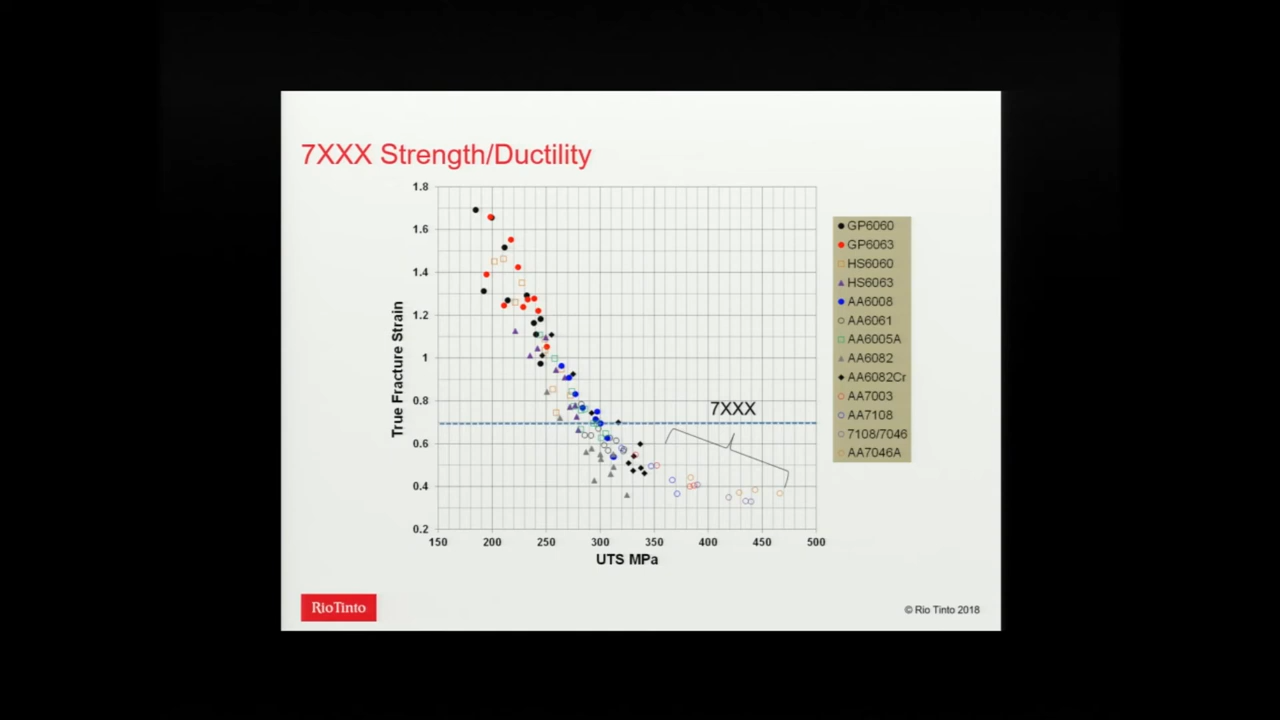 7XXX Strength/Ductility
1.8
1.6
1.4
1.2
1
0.8
0.6
0.4
0.2
True Fracture Strain
7XXX
150 200 250 300 350 400 450 500
UTS MPa
GP6060
GP6063
HS6060
HS6063
AA6008
AA6061
AA6005A
AA6082
AA6082Cr
AA7003
AA7108
7108/7046
AA7046A
RioTinto
© Rio Tinto 2018